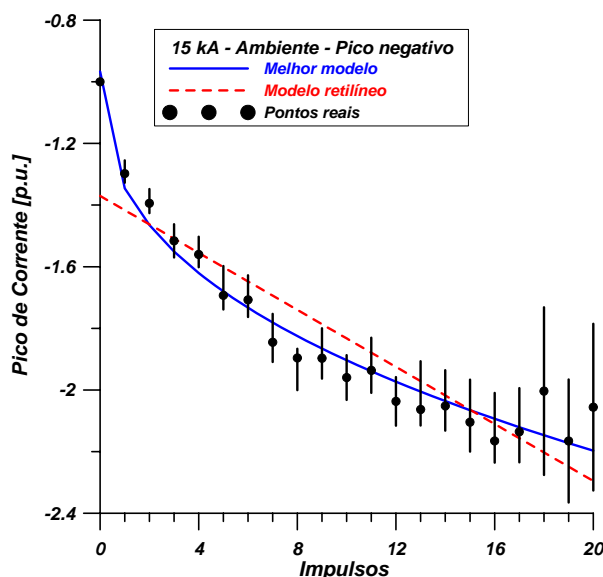 15 kA - Ambiente - Pico negativo
Melhor modelo
Modelo retilíneo
Pontos reais
Pico de Corrente [p.u.]
-0.8
-1.2
-1.6
-2
-2.4
0 4 8 12 16 20
Impulsos